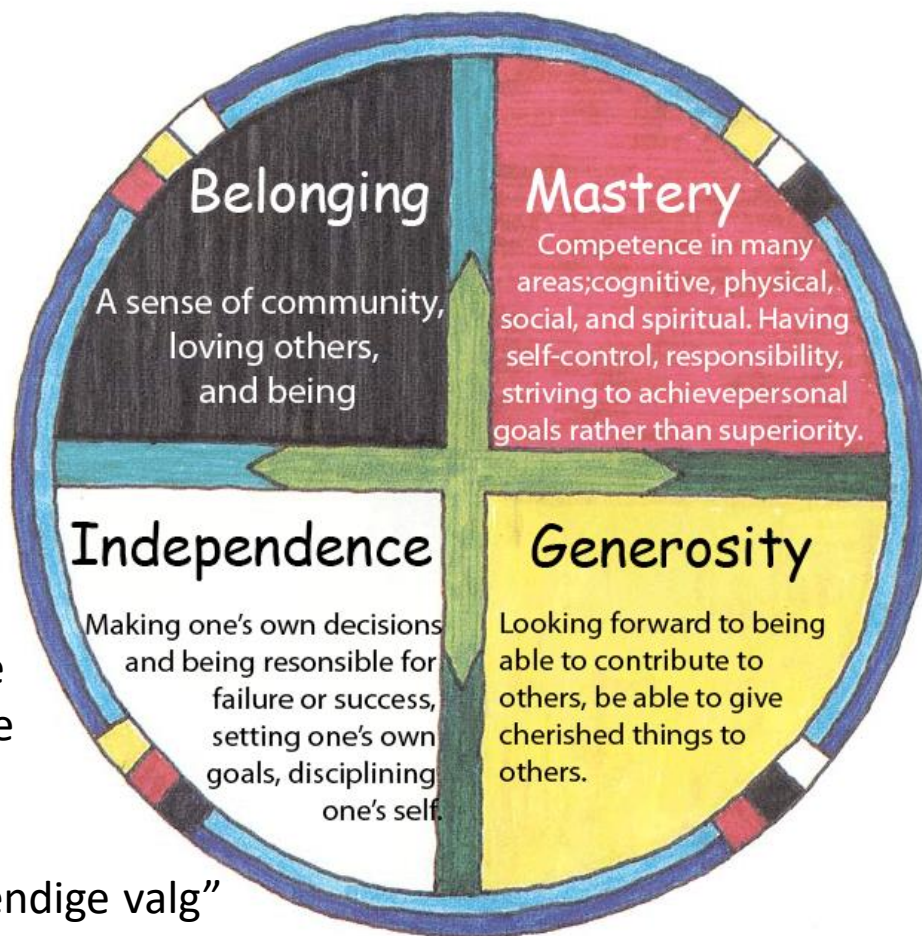 Belonging
A sense of community,
loving others,
and being
Mastery
Competence in many
areas;cognitive, physical,
social, and spiritual. Having
self-control, responsibility,
striving to achievepersonal
goals rather than superiority.
Independence
Making one's own decisions
and being resonsible for
failure or success,
setting one's own
goals, disciplining
one's self.
Generosity
Looking forward to being
able to contribute to
others, be able to give
cherished things to
others.
e
e
endige valg”